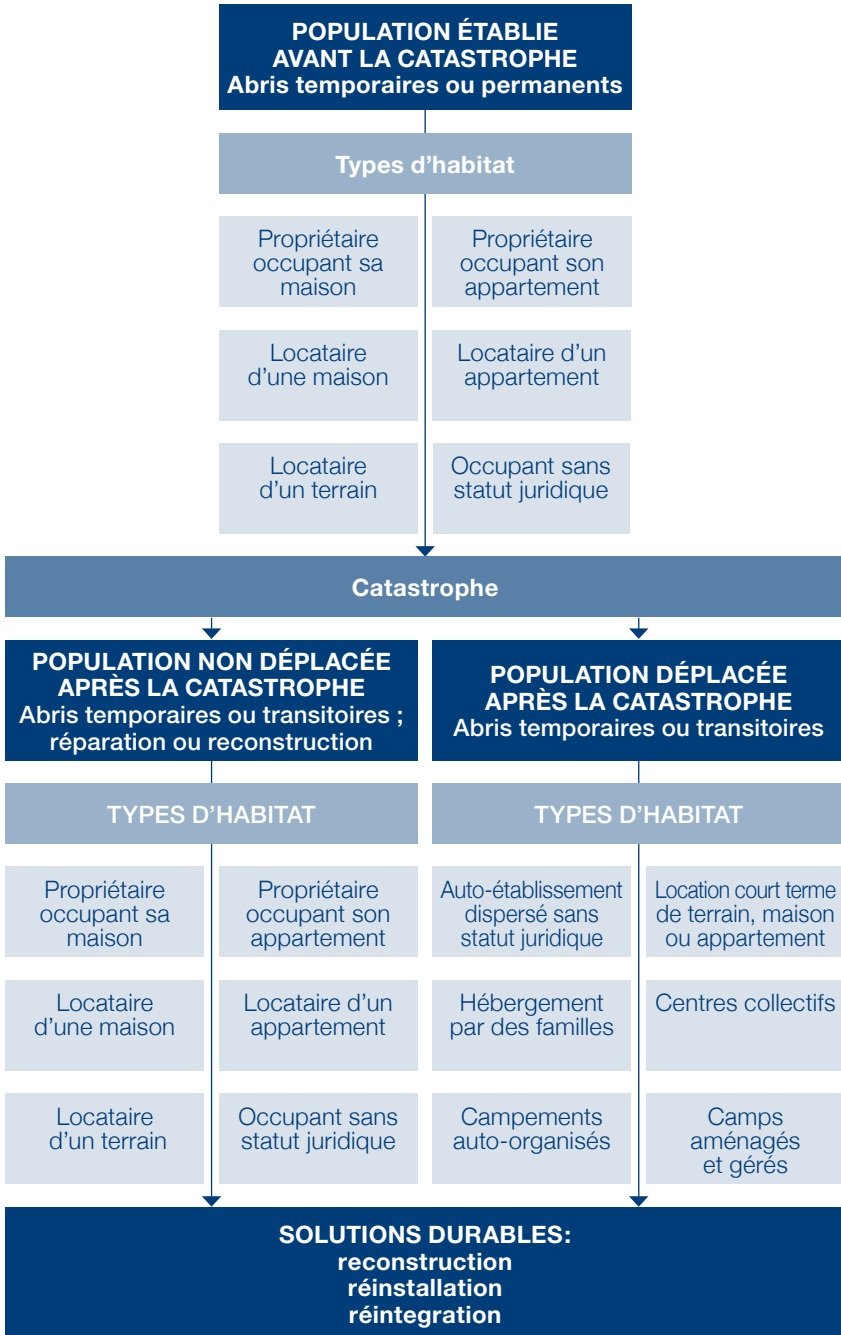 POPULATION ÉTABLIE
AVANT LA CATASTROPHE
Abris temporaires ou permanents
Types d'habitat
Propriétaire
occupant sa
maison
Propriétaire
occupant son
appartement
Locataire
d'une maison
Locataire d'un
appartement
Locataire
d'un terrain
Occupant sans
statut juridique
Catastrophe
POPULATION NON DÉPLACÉE
APRÈS LA CATASTROPHE
Abris temporaires ou transitoires ;
réparation ou reconstruction
POPULATION DÉPLACÉE
APRÈS LA CATASTROPHE
Abris temporaires ou transitoires
TYPES D'HABITAT
TYPES D'HABITAT
Propriétaire
occupant sa
maison
Propriétaire
occupant son
appartement
Auto-établissement
dispersé sans
statut juridique
Location court terme
de terrain, maison
ou appartement
Locataire
d'une maison
Locataire d'un
appartement
Hébergement
par des familles
Centres collectifs
Locataire
d'un terrain
Occupant sans
statut juridique
Campements
auto-organisés
Camps
aménagés
et gérés
SOLUTIONS DURABLES:
reconstruction
réinstallation
réintegration